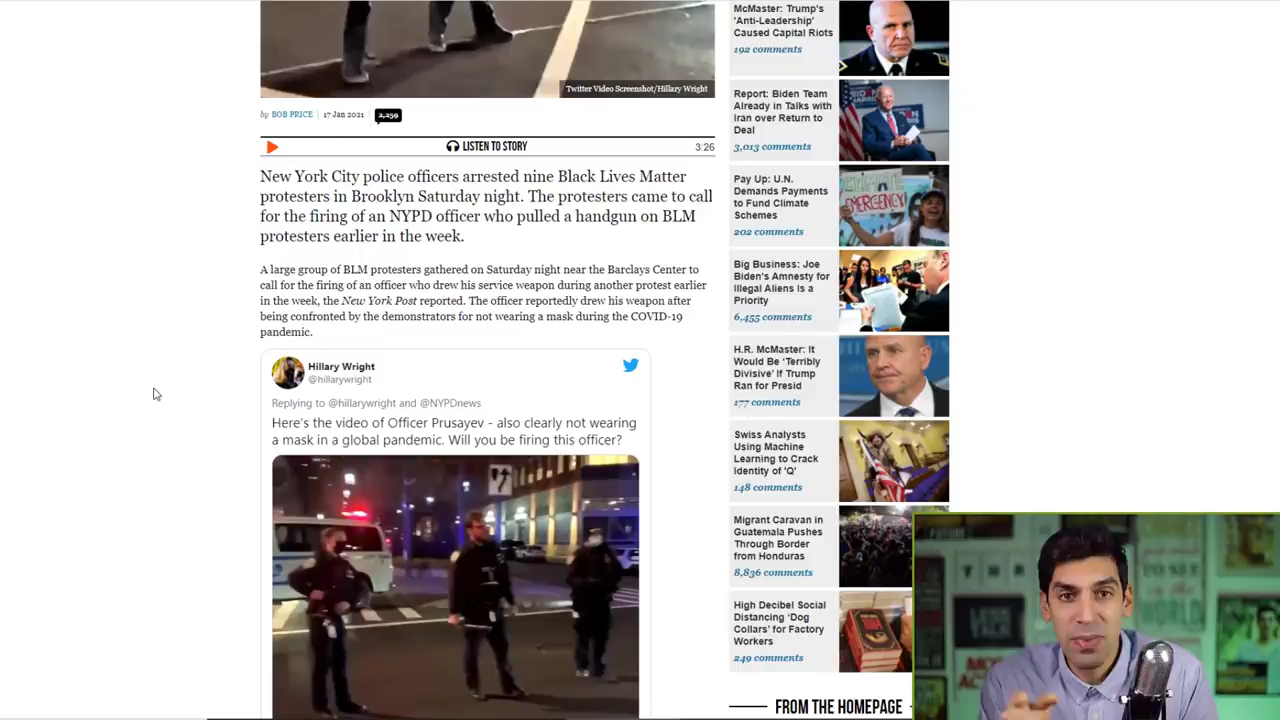 Twitter Video Screenshot/Hillary Wright
by BOB PRICE | 17 Jan 2021 | 2,259
LISTEN TO STORY
3:26
New York City police officers arrested nine Black Lives Matter
protesters in Brooklyn Saturday night. The protesters came to call
for the firing of an NYPD officer who pulled a handgun on BLM
protesters earlier in the week.
A large group of BLM protesters gathered on Saturday night near the Barclays Center to
call for the firing of an officer who drew his service weapon during another protest earlier
in the week, the New York Post reported. The officer reportedly drew his weapon after
being confronted by the demonstrators for not wearing a mask during the COVID-19
pandemic.
Hillary Wright
@hillarywright
Replying to @hillarywright and @NYPDnews
Here's the video of Officer Prusayev - also clearly not wearing
a mask in a global pandemic. Will you be firing this officer?
McMaster: Trump's
'Anti-Leadership'
Caused Capital Riots
192 comments
Report: Biden Team
Already in Talks with
Iran over Return to
Deal
3,013 comments
Pay Up: U.N.
Demands Payments
to Fund Climate
Schemes
202 comments
CLIMATE
EMERGENCY!
Big Business: Joe
Biden's Amnesty for
Illegal Aliens Is a
Priority
6,455 comments
H.R. McMaster: It
Would Be 'Terribly
Divisive' If Trump
Ran for Presid
177 comments
Swiss Analysts
Using Machine
Learning to Crack
Identity of 'Q'
148 comments
Migrant Caravan in
Guatemala Pushes
Through Border
from Honduras
8,836 comments
High Decibel Social
Distancing 'Dog
Collars' for Factory
Workers
249 comments
FROM THE HOMEPAGE